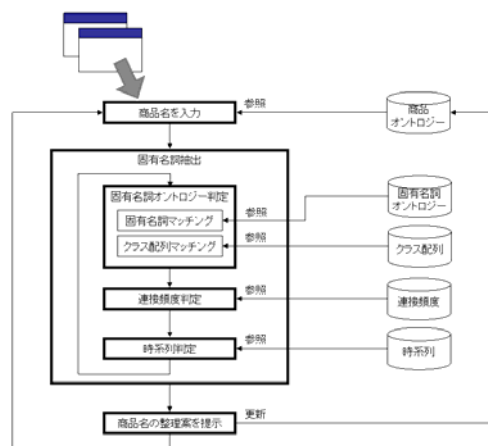 参照
商品名を入力
商品
オントロジー
固有名詞抽出
固有名詞オントロジー判定
固有名詞マッチング
参照
固有名詞
オントロジー
クラス配列マッチング
参照
クラス配列
連接頻度判定
参照
連接頻度
時系列判定
参照
時系列
商品名の整理案を提示
更新